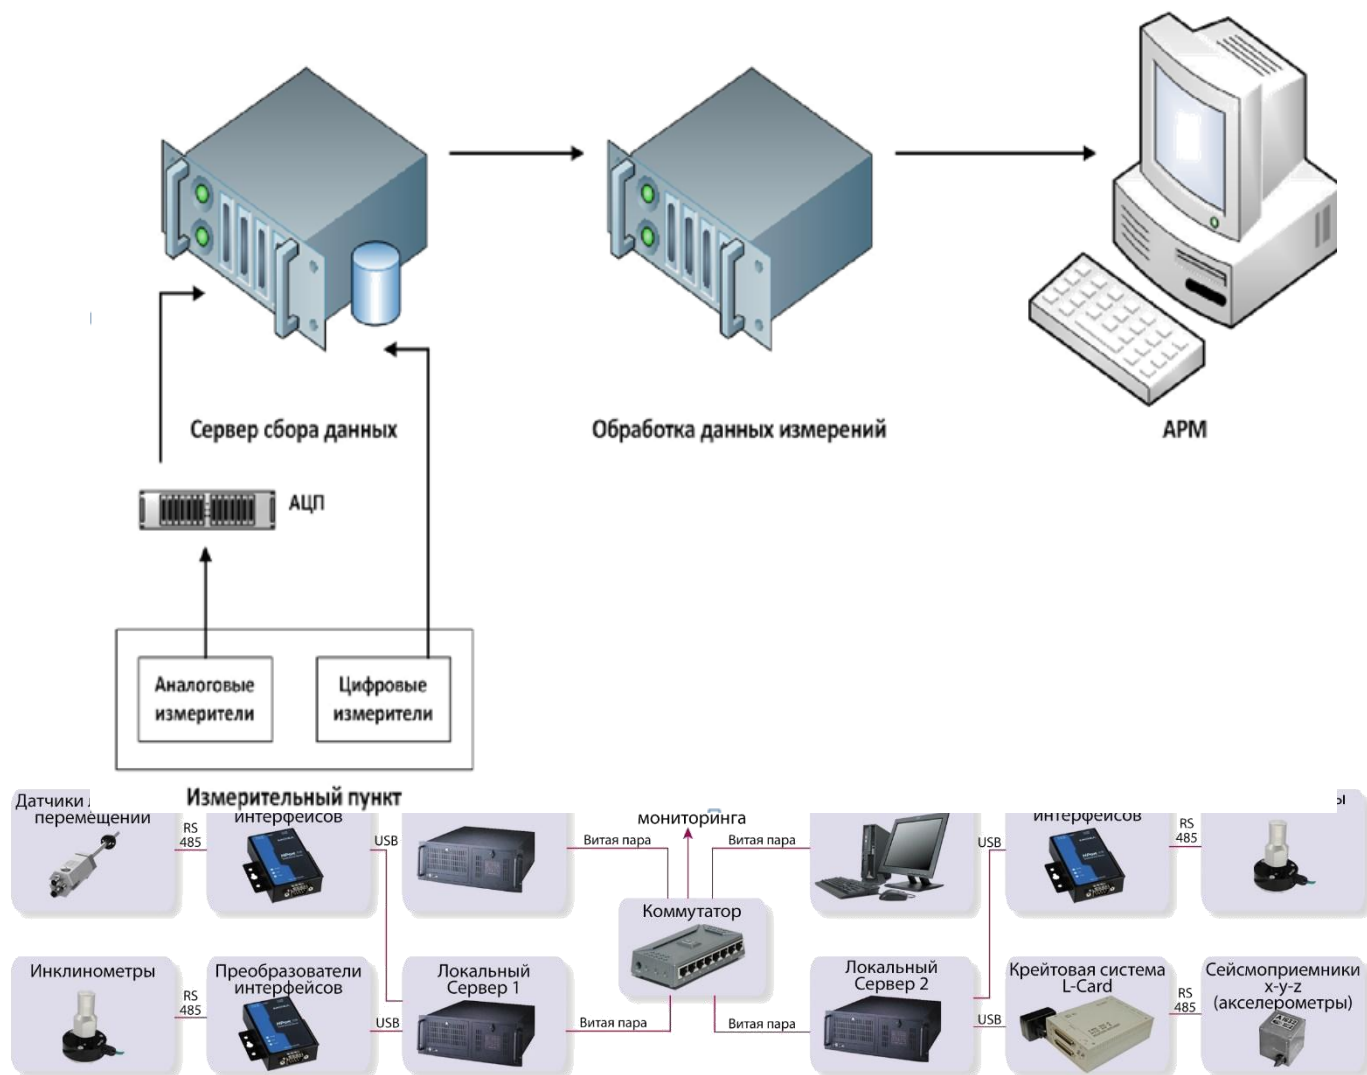 Сервер сбора данных
Обработка данных измерений
АРМ
АЦП
Аналоговые
измерители
Цифровые
измерители
Измерительный пункт
Датчики
перемещений
RS
485
интерфейсов
USB
Витая пара
мониторинга
Витая пара
USB
интерфейсов
RS
485
Коммутатор
Инклинометры
RS
485
Преобразователи
интерфейсов
USB
Локальный
Сервер 1
Витая пара
Витая пара
Локальный
Сервер 2
USB
Крейтовая система
L-Card
RS
485
Сейсмоприемники
x-y-z
(акселерометры)